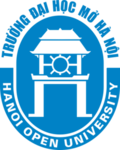 TRƯỜNG ĐẠI HỌC MỞ HÀ NỘI
HANOI OPEN UNIVERSITY